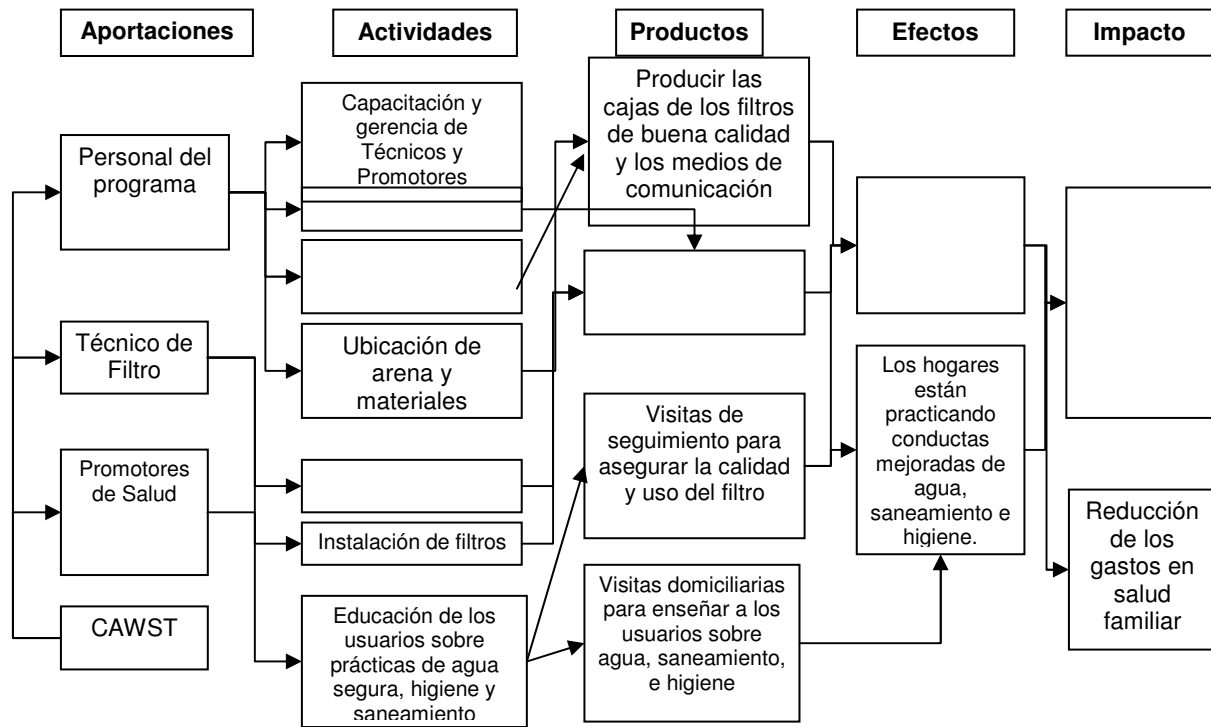 Aportaciones
Actividades
Productos
Efectos
Impacto
Personal del
programa
Técnico de
Filtro
Promotores
de Salud
CAWST
Capacitación y
gerencia de
Técnicos y
Promotores
Ubicación de
arena y
materiales
Instalación de filtros
Educación de los
usuarios sobre
prácticas de agua
segura, higiene y
saneamiento
Producir las
cajas de los filtros
de buena calidad
y los medios de
comunicación
Visitas de
seguimiento para
asegurar la calidad
y uso del filtro
Visitas domiciliarias
para enseñar a los
usuarios sobre
agua, saneamiento,
e higiene
Los hogares
están
practicando
conductas
mejoradas de
agua,
saneamiento e
higiene.
Reducción
de los
gastos en
salud
familiar